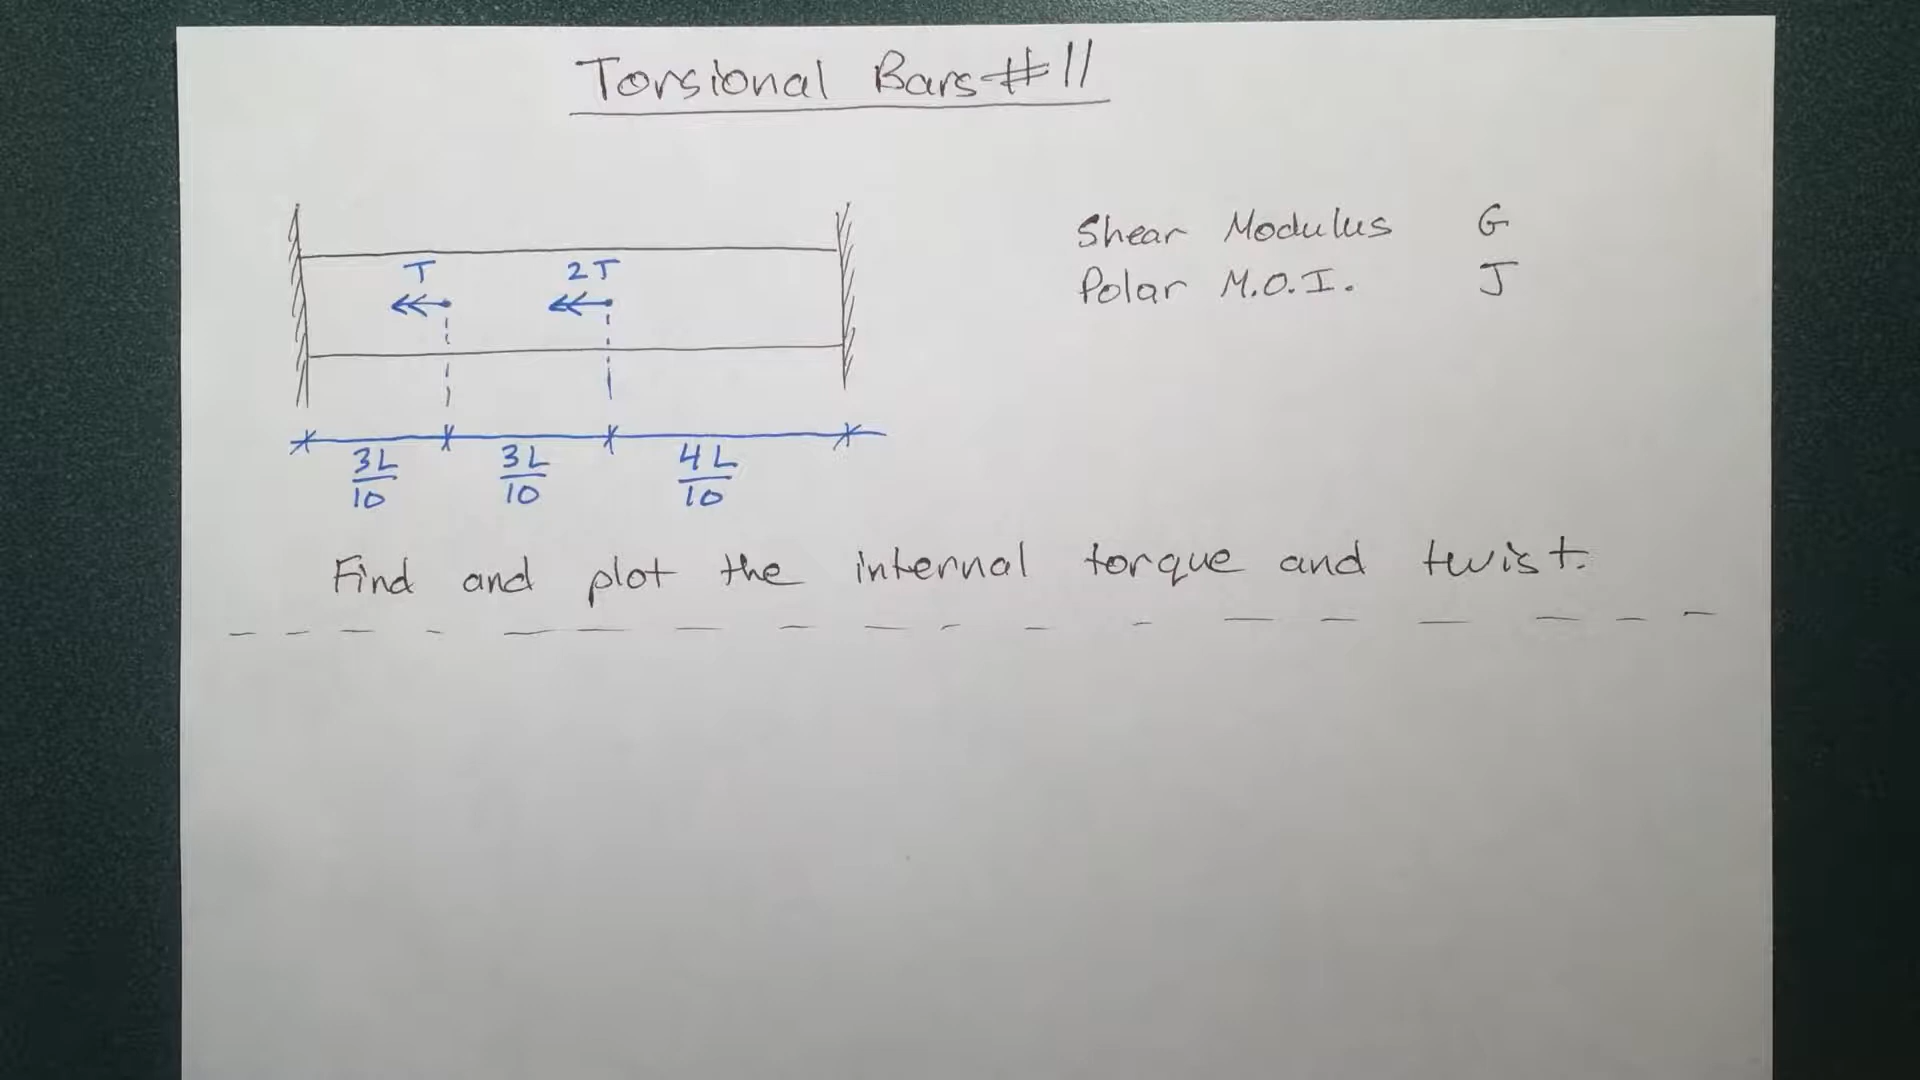 Torsional Bars #11
Shear Modulus G
Polar M.O.I. J
T 2T
3L/10 3L/10 4L/10
Find and plot the internal torque and twist.